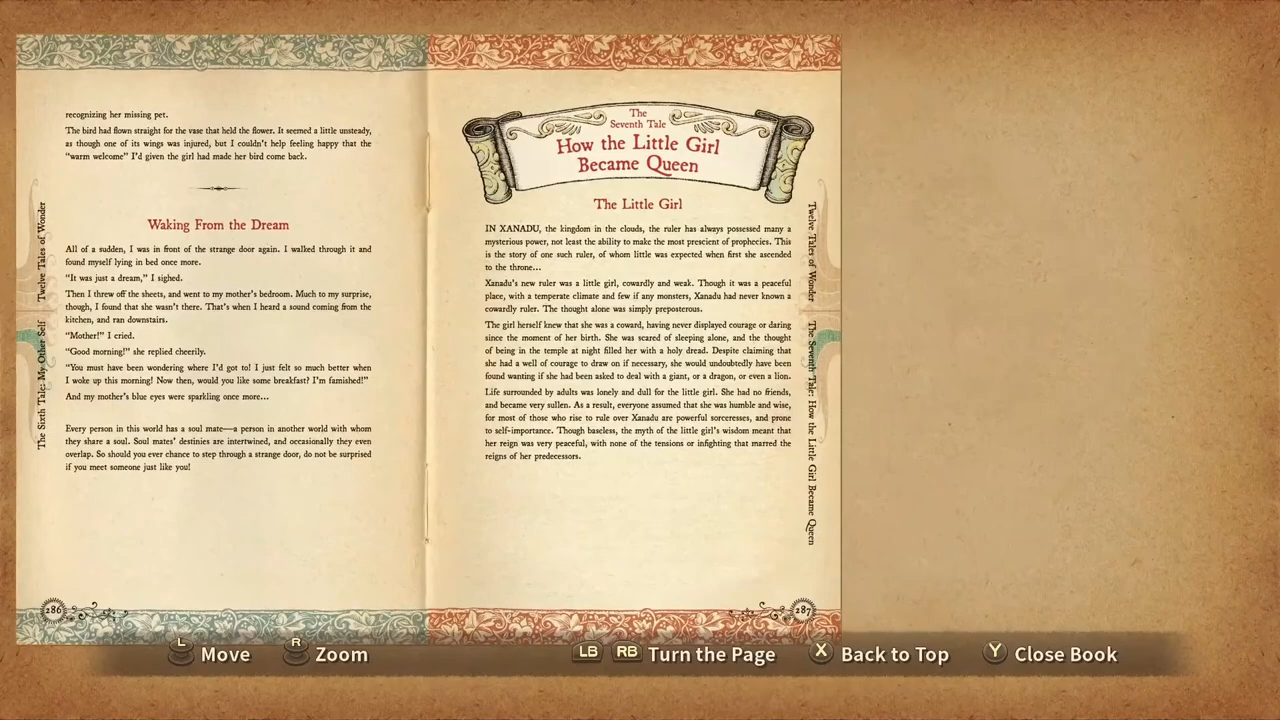 recognizing her missing pet.
The bird had flown straight for the vase that held the flower. It seemed a little unsteady,
as though one of its wings was injured, but I couldn't help feeling happy that the
“warm welcome” I'd given the girl had made her bird come back.
Waking From the Dream
All of a sudden, I was in front of the strange door again. I walked through it and
found myself lying in bed once more.
“It was just a dream,” I sighed.
Then I threw off the sheets, and went to my mother's bedroom. Much to my surprise,
though, I found that she wasn't there. That's when I heard a sound coming from the
kitchen, and ran downstairs.
“Mother!” I cried.
“Good morning!” she replied cheerily.
“You must have been wondering where I'd got to! I just felt so much better when
I woke up this morning! Now then, would you like some breakfast? I'm famished!”
And my mother's blue eyes were sparkling once more...
Every person in this world has a soul mate—a person in another world with whom
they share a soul. Soul mates' destinies are intertwined, and occasionally they even
overlap. So should you ever chance to step through a strange door, do not be surprised
if you meet someone just like you!
The Sixth Tale: My Other Self Twelve Tales of Wonder
286
The
Seventh Tale
How the Little Girl
Became Queen
The Little Girl
IN XANADU, the kingdom in the clouds, the ruler has always possessed many a
mysterious power, not least the ability to make the most prescient of prophecies. This
is the story of one such ruler, of whom little was expected when first she ascended
to the throne...
Xanadu's new ruler was a little girl, cowardly and weak. Though it was a peaceful
place, with a temperate climate and few if any monsters, Xanadu had never known a
cowardly ruler. The thought alone was simply preposterous.
The girl herself knew that she was a coward, having never displayed courage or daring
since the moment of her birth. She was scared of sleeping alone, and the thought
of being in the temple at night filled her with a holy dread. Despite claiming that
she had a well of courage to draw on if necessary, she would undoubtedly have been
found wanting if she had been asked to deal with a giant, or a dragon, or even a lion.
Life surrounded by adults was lonely and dull for the little girl. She had no friends,
and became very sullen. As a result, everyone assumed that she was humble and wise,
for most of those who rise to rule over Xanadu are powerful sorceresses, and prone
to self-importance. Though baseless, the myth of the little girl's wisdom meant that
her reign was very peaceful, with none of the tensions or infighting that marred the
reigns of her predecessors.
Twelve Tales of Wonder The Seventh Tale: How the Little Girl Became Queen
287
L Move R Zoom LB RB Turn the Page X Back to Top Y Close Book